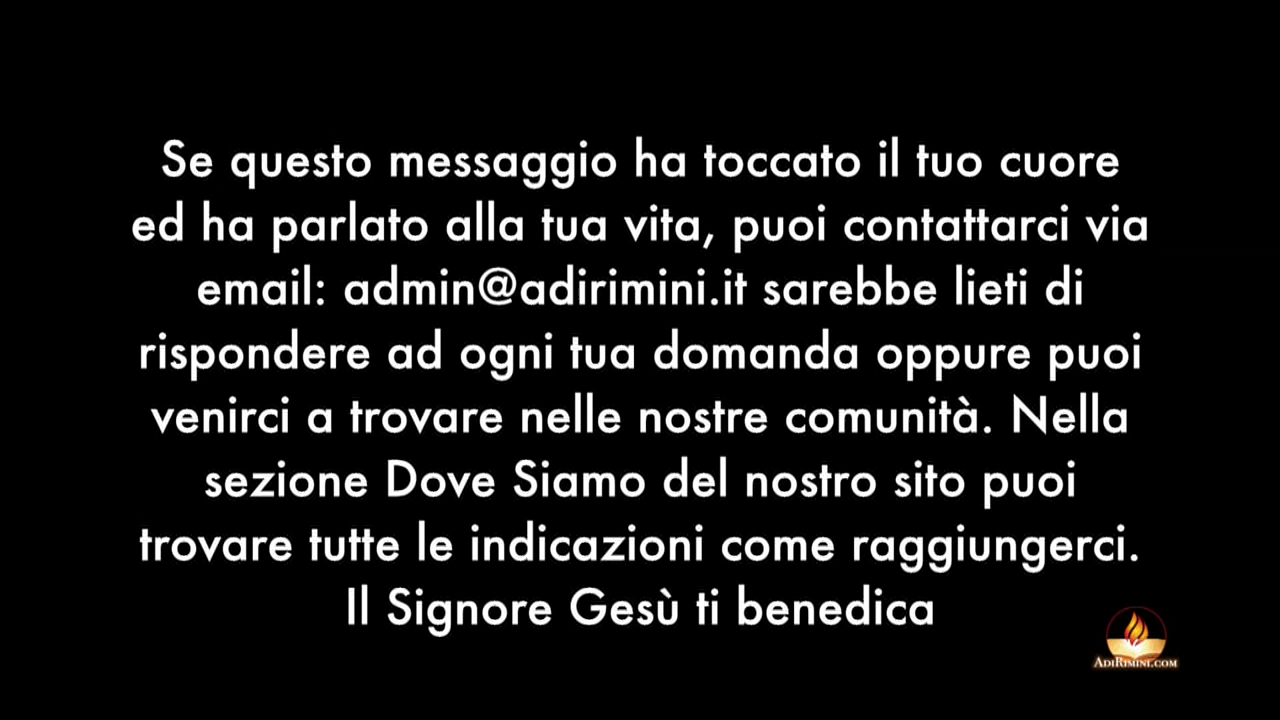 Se questo messaggio ha toccato il tuo cuore
ed ha parlato alla tua vita, puoi contattarci via
email: admin@adirimini.it sarebbe lieti di
rispondere ad ogni tua domanda oppure puoi
venirci a trovare nelle nostre comunità. Nella
sezione Dove Siamo del nostro sito puoi
trovare tutte le indicazioni come raggiungerci.
Il Signore Gesù ti benedica
ADIRIMINI.COM